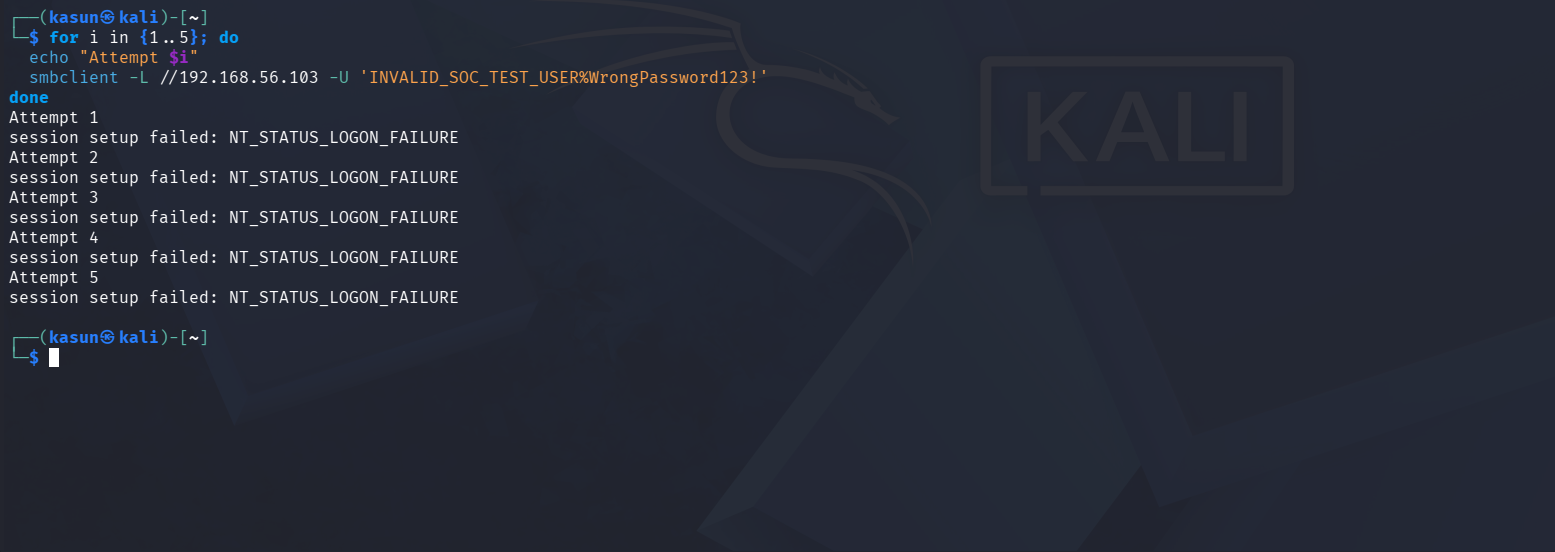 ┌──(kasun㉿kali)-[~]
└─$ for i in {1..5}; do
  echo "Attempt $i"
  smbclient -L //192.168.56.103 -U 'INVALID_SOC_TEST_USER%WrongPassword123!'
done
Attempt 1
session setup failed: NT_STATUS_LOGON_FAILURE
Attempt 2
session setup failed: NT_STATUS_LOGON_FAILURE
Attempt 3
session setup failed: NT_STATUS_LOGON_FAILURE
Attempt 4
session setup failed: NT_STATUS_LOGON_FAILURE
Attempt 5
session setup failed: NT_STATUS_LOGON_FAILURE
┌──(kasun㉿kali)-[~]
└─$
KALI